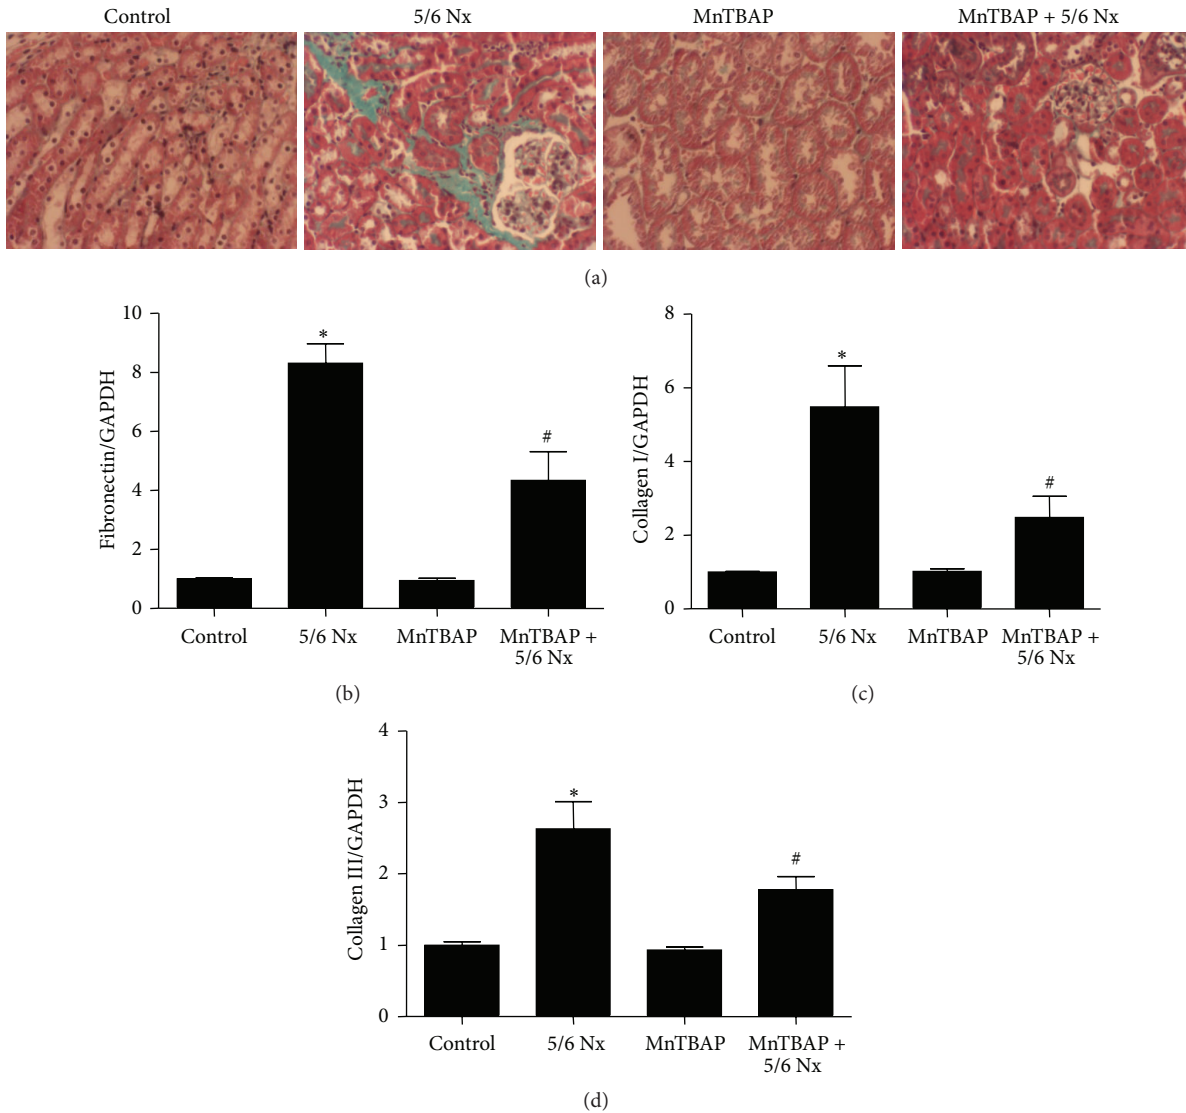 Control
5/6 Nx
MnTBAP
MnTBAP + 5/6 Nx
(a)
10
8
6
4
2
0
Fibronectin/GAPDH
*
#
Control
5/6 Nx
MnTBAP
MnTBAP +
5/6 Nx
(b)
8
6
4
2
0
Collagen I/GAPDH
*
#
Control
5/6 Nx
MnTBAP
MnTBAP +
5/6 Nx
(c)
4
3
2
1
0
Collagen III/GAPDH
*
#
Control
5/6 Nx
MnTBAP
MnTBAP +
5/6 Nx
(d)